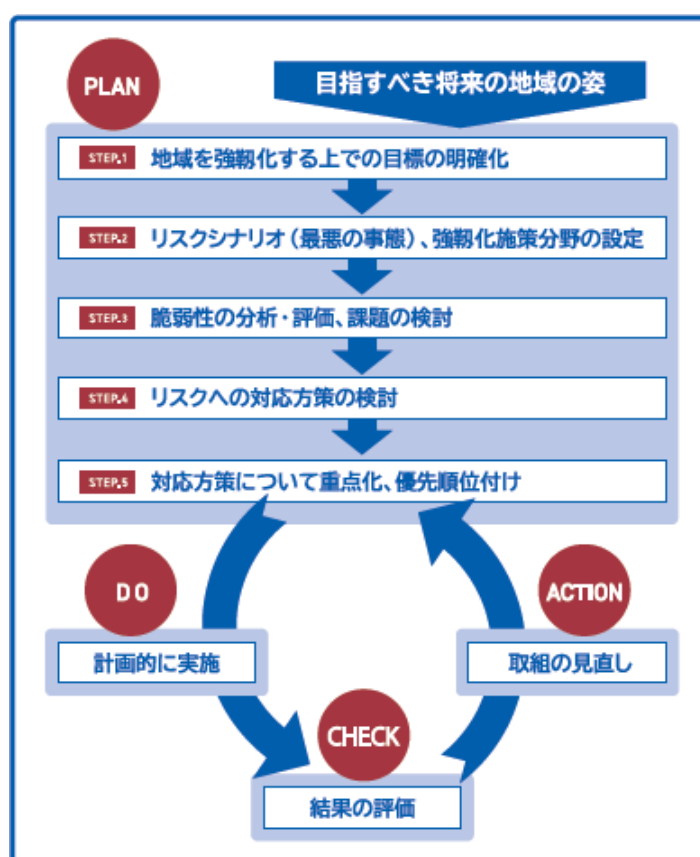 PLAN
目指すべき将来の地域の姿
STEP.1 地域を強靱化する上での目標の明確化
STEP.2 リスクシナリオ（最悪の事態）、強靱化施策分野の設定
STEP.3 脆弱性の分析・評価、課題の検討
STEP.4 リスクへの対応方策の検討
STEP.5 対応方策について重点化、優先順位付け
DO
計画的に実施
CHECK
結果の評価
ACTION
取組の見直し